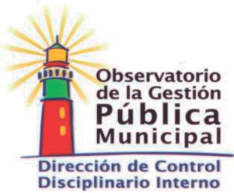 Observatorio
de la Gestión
Pública
Municipal
Dirección de Control
Disciplinario Interno